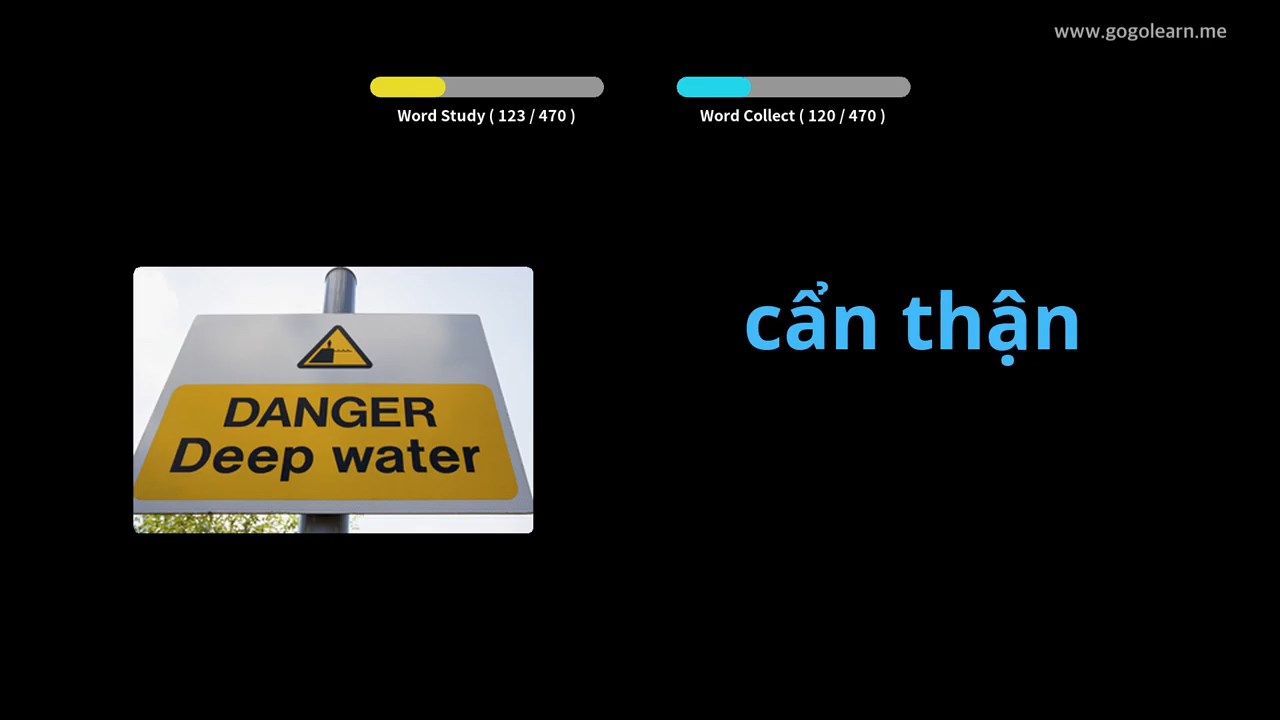 www.gogolearn.me
Word Study ( 123 / 470 )
Word Collect ( 120 / 470 )
DANGER
Deep water
cẩn thận